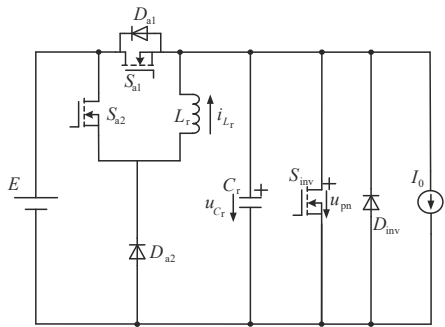 D_a1
S_a1
S_a2
L_r
i_Lr
E
C_r
+
S_inv
+
I_0
u_Cr
u_pn
D_inv
D_a2